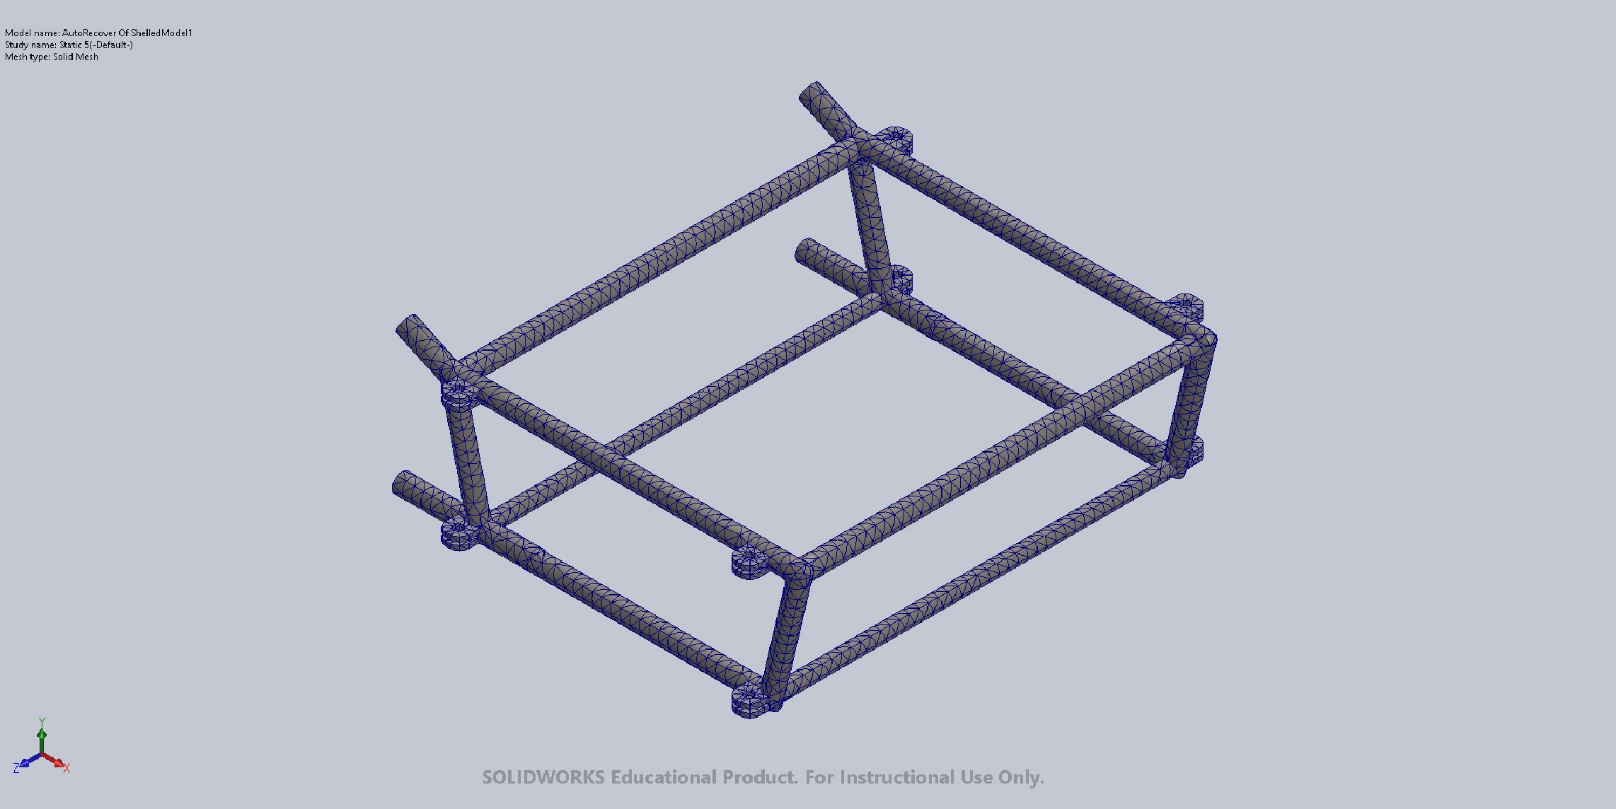 Model name: AutoRecover Of ShelledModel1
Study name: Static 5(-Default-)
Mesh type: Solid Mesh
Y
Z
X
SOLIDWORKS Educational Product. For Instructional Use Only.